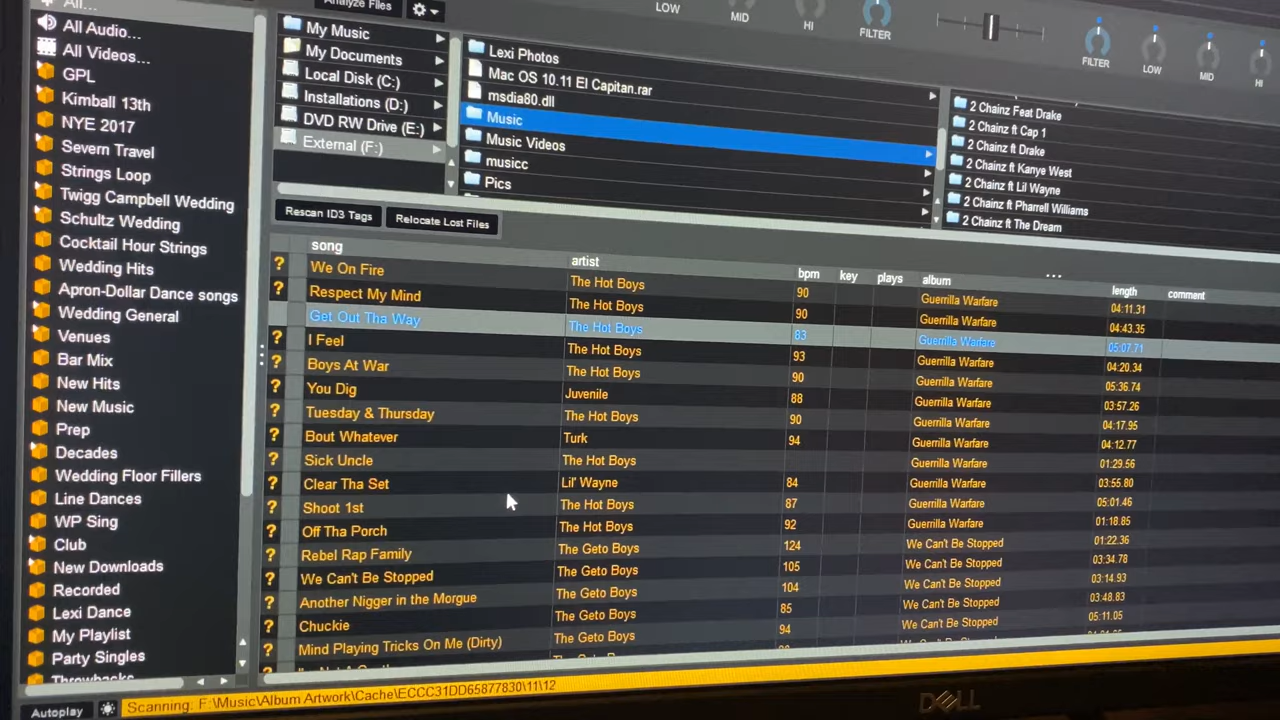 All...
All Audio...
All Videos...
GPL
Kimball 13th
NYE 2017
Severn Travel
Strings Loop
Twigg Campbell Wedding
Schultz Wedding
Cocktail Hour Strings
Wedding Hits
Apron-Dollar Dance songs
Wedding General
Venues
Bar Mix
New Hits
New Music
Prep
Decades
Wedding Floor Fillers
Line Dances
WP Sing
Club
New Downloads
Recorded
Lexi Dance
My Playlist
Party Singles
Throwbacks
Autoplay
Analyze Files
My Music
My Documents
Local Disk (C:)
Installations (D:)
DVD RW Drive (E:)
External (F:)
Lexi Photos
Mac OS 10.11 El Capitan.rar
msdia80.dll
Music
Music Videos
musicc
Pics
2 Chainz Feat Drake
2 Chainz ft Cap 1
2 Chainz ft Drake
2 Chainz ft Kanye West
2 Chainz ft Lil Wayne
2 Chainz ft Pharrell Williams
2 Chainz ft The Dream
LOW MID HI FILTER
FILTER LOW MID HI
Rescan ID3 Tags Relocate Lost Files
song artist bpm key plays album ... length comment
? We On Fire The Hot Boys 90 Guerrilla Warfare 04:11.31
? Respect My Mind The Hot Boys 90 Guerrilla Warfare 04:43.35
Get Out Tha Way The Hot Boys 83 Guerrilla Warfare 05:07.71
? I Feel The Hot Boys 93 Guerrilla Warfare 04:20.34
? Boys At War The Hot Boys 90 Guerrilla Warfare 05:36.74
? You Dig Juvenile 88 Guerrilla Warfare 03:57.26
? Tuesday & Thursday The Hot Boys 90 Guerrilla Warfare 04:17.95
? Bout Whatever Turk 94 Guerrilla Warfare 04:12.77
? Sick Uncle The Hot Boys Guerrilla Warfare 01:29.56
? Clear Tha Set Lil' Wayne 84 Guerrilla Warfare 03:55.80
? Shoot 1st The Hot Boys 87 Guerrilla Warfare 05:01.46
? Off Tha Porch The Hot Boys 92 Guerrilla Warfare 01:18.85
? Rebel Rap Family The Geto Boys 124 We Can't Be Stopped 01:22.36
? We Can't Be Stopped The Geto Boys 105 We Can't Be Stopped 03:34.78
? Another Nigger in the Morgue The Geto Boys 104 We Can't Be Stopped 03:14.93
? Chuckie The Geto Boys 85 We Can't Be Stopped 03:48.83
? Mind Playing Tricks On Me (Dirty) The Geto Boys 94 We Can't Be Stopped 05:11.05
Scanning: F:\Music\Album Artwork\Cache\ECCC31DD65877830\11\12
DELL